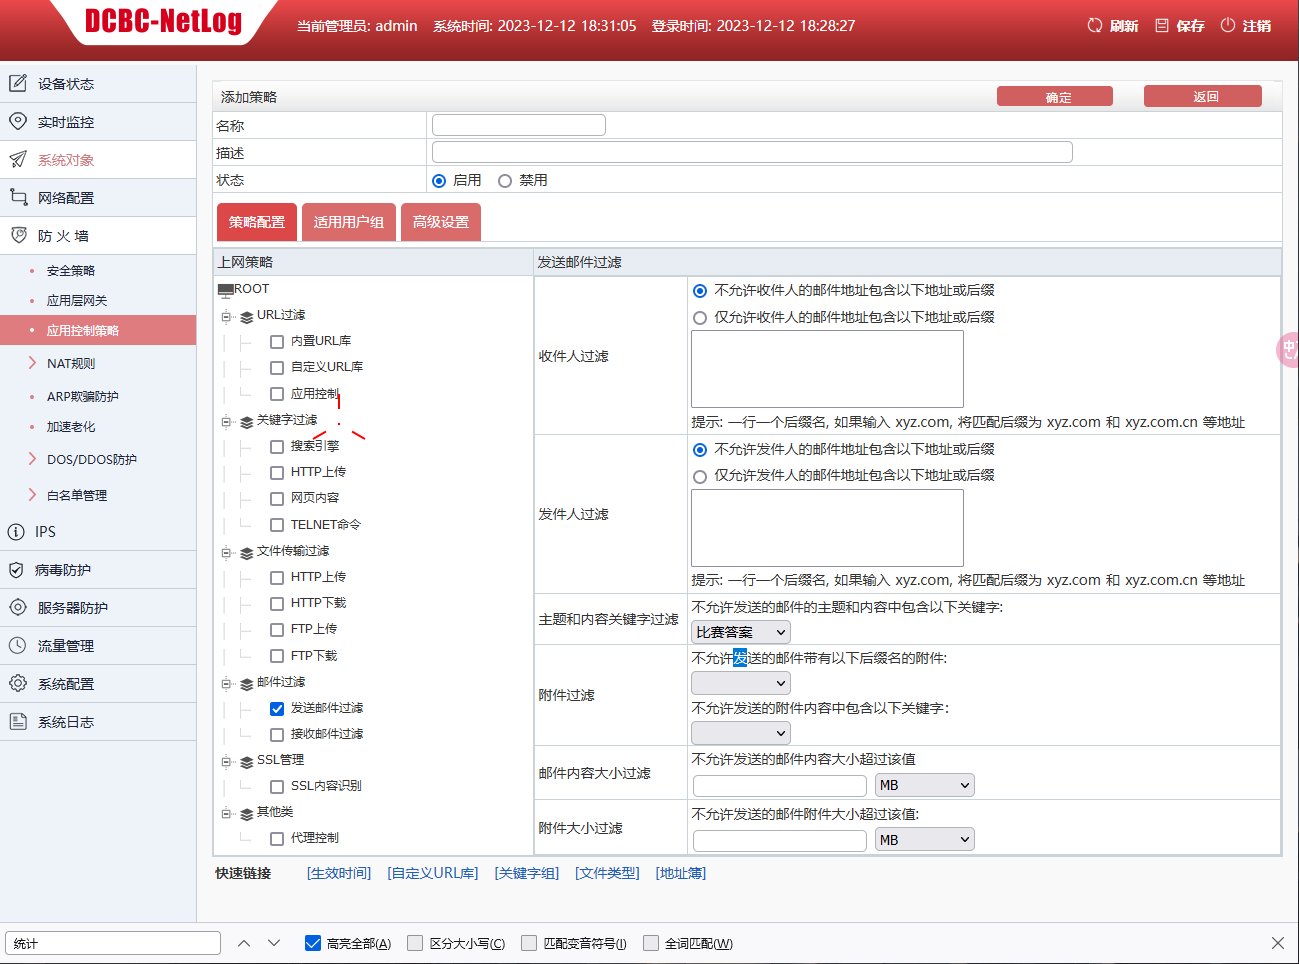 DCBC-NetLog
当前管理员: admin 系统时间: 2023-12-12 18:31:05 登录时间: 2023-12-12 18:28:27
刷新 保存 注销
设备状态
实时监控
系统对象
网络配置
防 火 墙
安全策略
应用层网关
应用控制策略
NAT规则
ARP欺骗防护
加速老化
DOS/DDOS防护
白名单管理
IPS
病毒防护
服务器防护
流量管理
系统配置
系统日志
添加策略 确定 返回
名称
描述
状态 启用 禁用
策略配置 适用用户组 高级设置
上网策略
ROOT
URL过滤
内置URL库
自定义URL库
应用控制
关键字过滤
搜索引擎
HTTP上传
网页内容
TELNET命令
文件传输过滤
HTTP上传
HTTP下载
FTP上传
FTP下载
邮件过滤
发送邮件过滤
接收邮件过滤
SSL管理
SSL内容识别
其他类
代理控制
发送邮件过滤
收件人过滤
不允许收件人的邮件地址包含以下地址或后缀
仅允许收件人的邮件地址包含以下地址或后缀
提示: 一行一个后缀名, 如果输入 xyz.com, 将匹配后缀为 xyz.com 和 xyz.com.cn 等地址
发件人过滤
不允许发件人的邮件地址包含以下地址或后缀
仅允许发件人的邮件地址包含以下地址或后缀
提示: 一行一个后缀名, 如果输入 xyz.com, 将匹配后缀为 xyz.com 和 xyz.com.cn 等地址
主题和内容关键字过滤
不允许发送的邮件的主题和内容中包含以下关键字:
比赛答案
附件过滤
不允许发送的邮件带有以下后缀名的附件:
不允许发送的附件内容中包含以下关键字:
邮件内容大小过滤
不允许发送的邮件内容大小超过该值
MB
附件大小过滤
不允许发送的邮件附件大小超过该值:
MB
快速链接 [生效时间] [自定义URL库] [关键字组] [文件类型] [地址簿]
中
统计 高亮全部(A) 区分大小写(C) 匹配变音符号(I) 全词匹配(W)